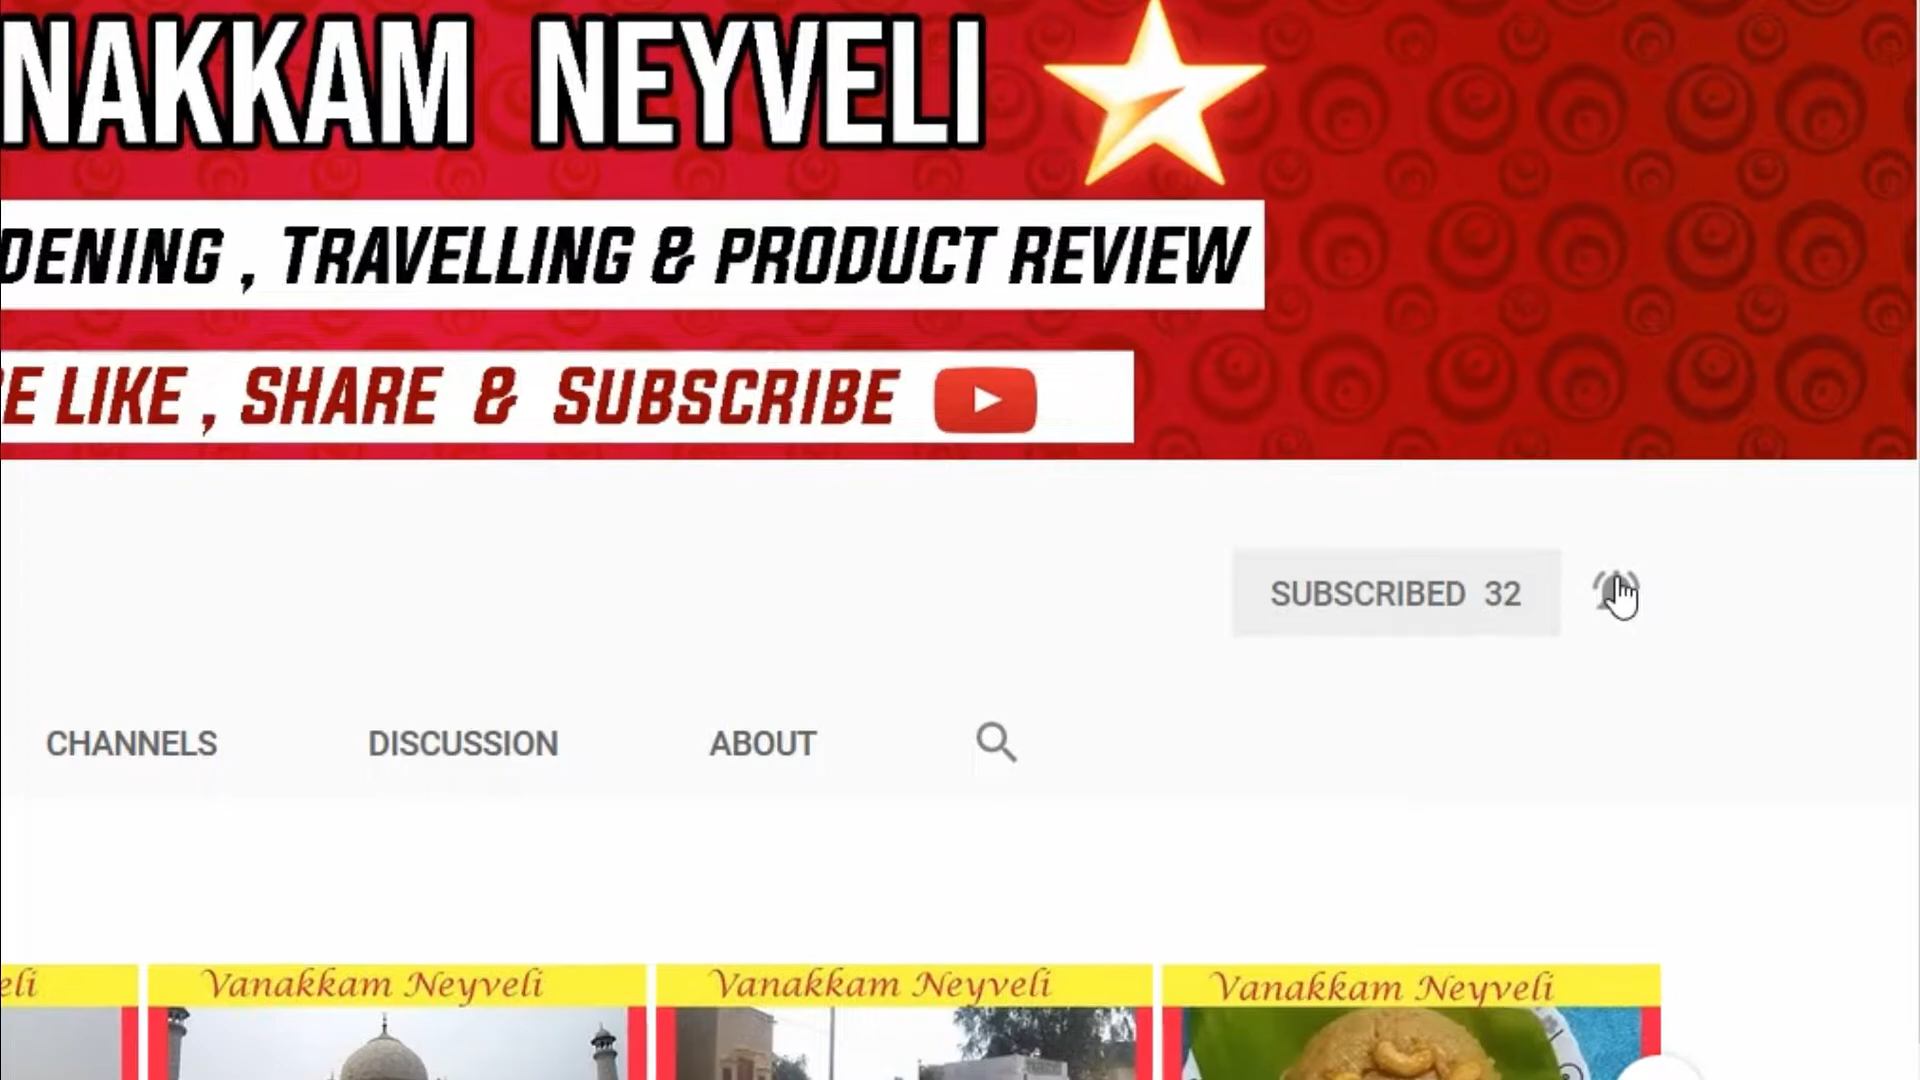 NAKKAM NEYVELI
DENING , TRAVELLING & PRODUCT REVIEW
E LIKE , SHARE & SUBSCRIBE
SUBSCRIBED 32
CHANNELS DISCUSSION ABOUT
eli Vanakkam Neyveli Vanakkam Neyveli Vanakkam Neyveli